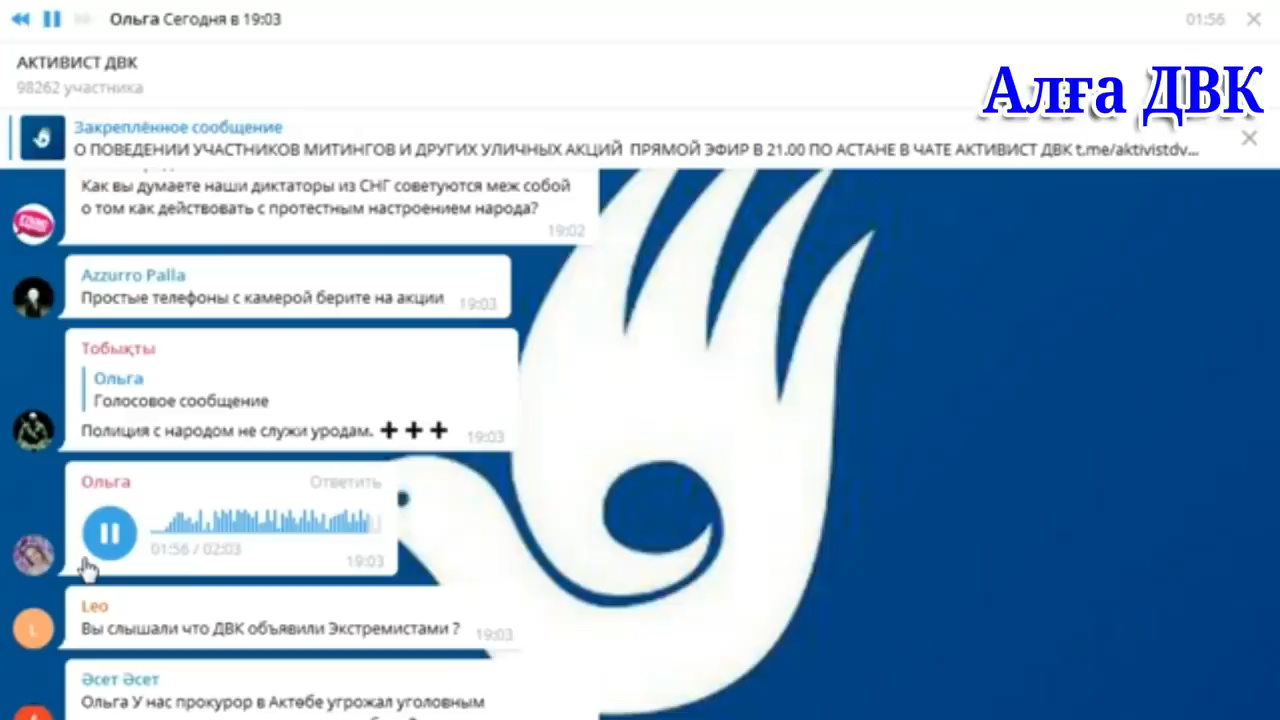 Ольга Сегодня в 19:03
01:56
АКТИВИСТ ДВК
98262 участника
Алға ДВК
Закреплённое сообщение
О ПОВЕДЕНИИ УЧАСТНИКОВ МИТИНГОВ И ДРУГИХ УЛИЧНЫХ АКЦИЙ ПРЯМОЙ ЭФИР В 21.00 ПО АСТАНЕ В ЧАТЕ АКТИВИСТ ДВК t.me/aktivistdv...
Как вы думаете наши диктаторы из СНГ советуются меж собой
о том как действовать с протестным настроением народа?
19:02
Azzurro Palla
Простые телефоны с камерой берите на акции 19:03
Тобықты
Ольга
Голосовое сообщение
Полиция с народом не служи уродам. +++ 19:03
Ольга Ответить
01:56 / 02:03
19:03
L
Leo
Вы слышали что ДВК объявили Экстремистами ? 19:03
Әсет Әсет
Ольга У нас прокурор в Актөбе угрожал уголовным